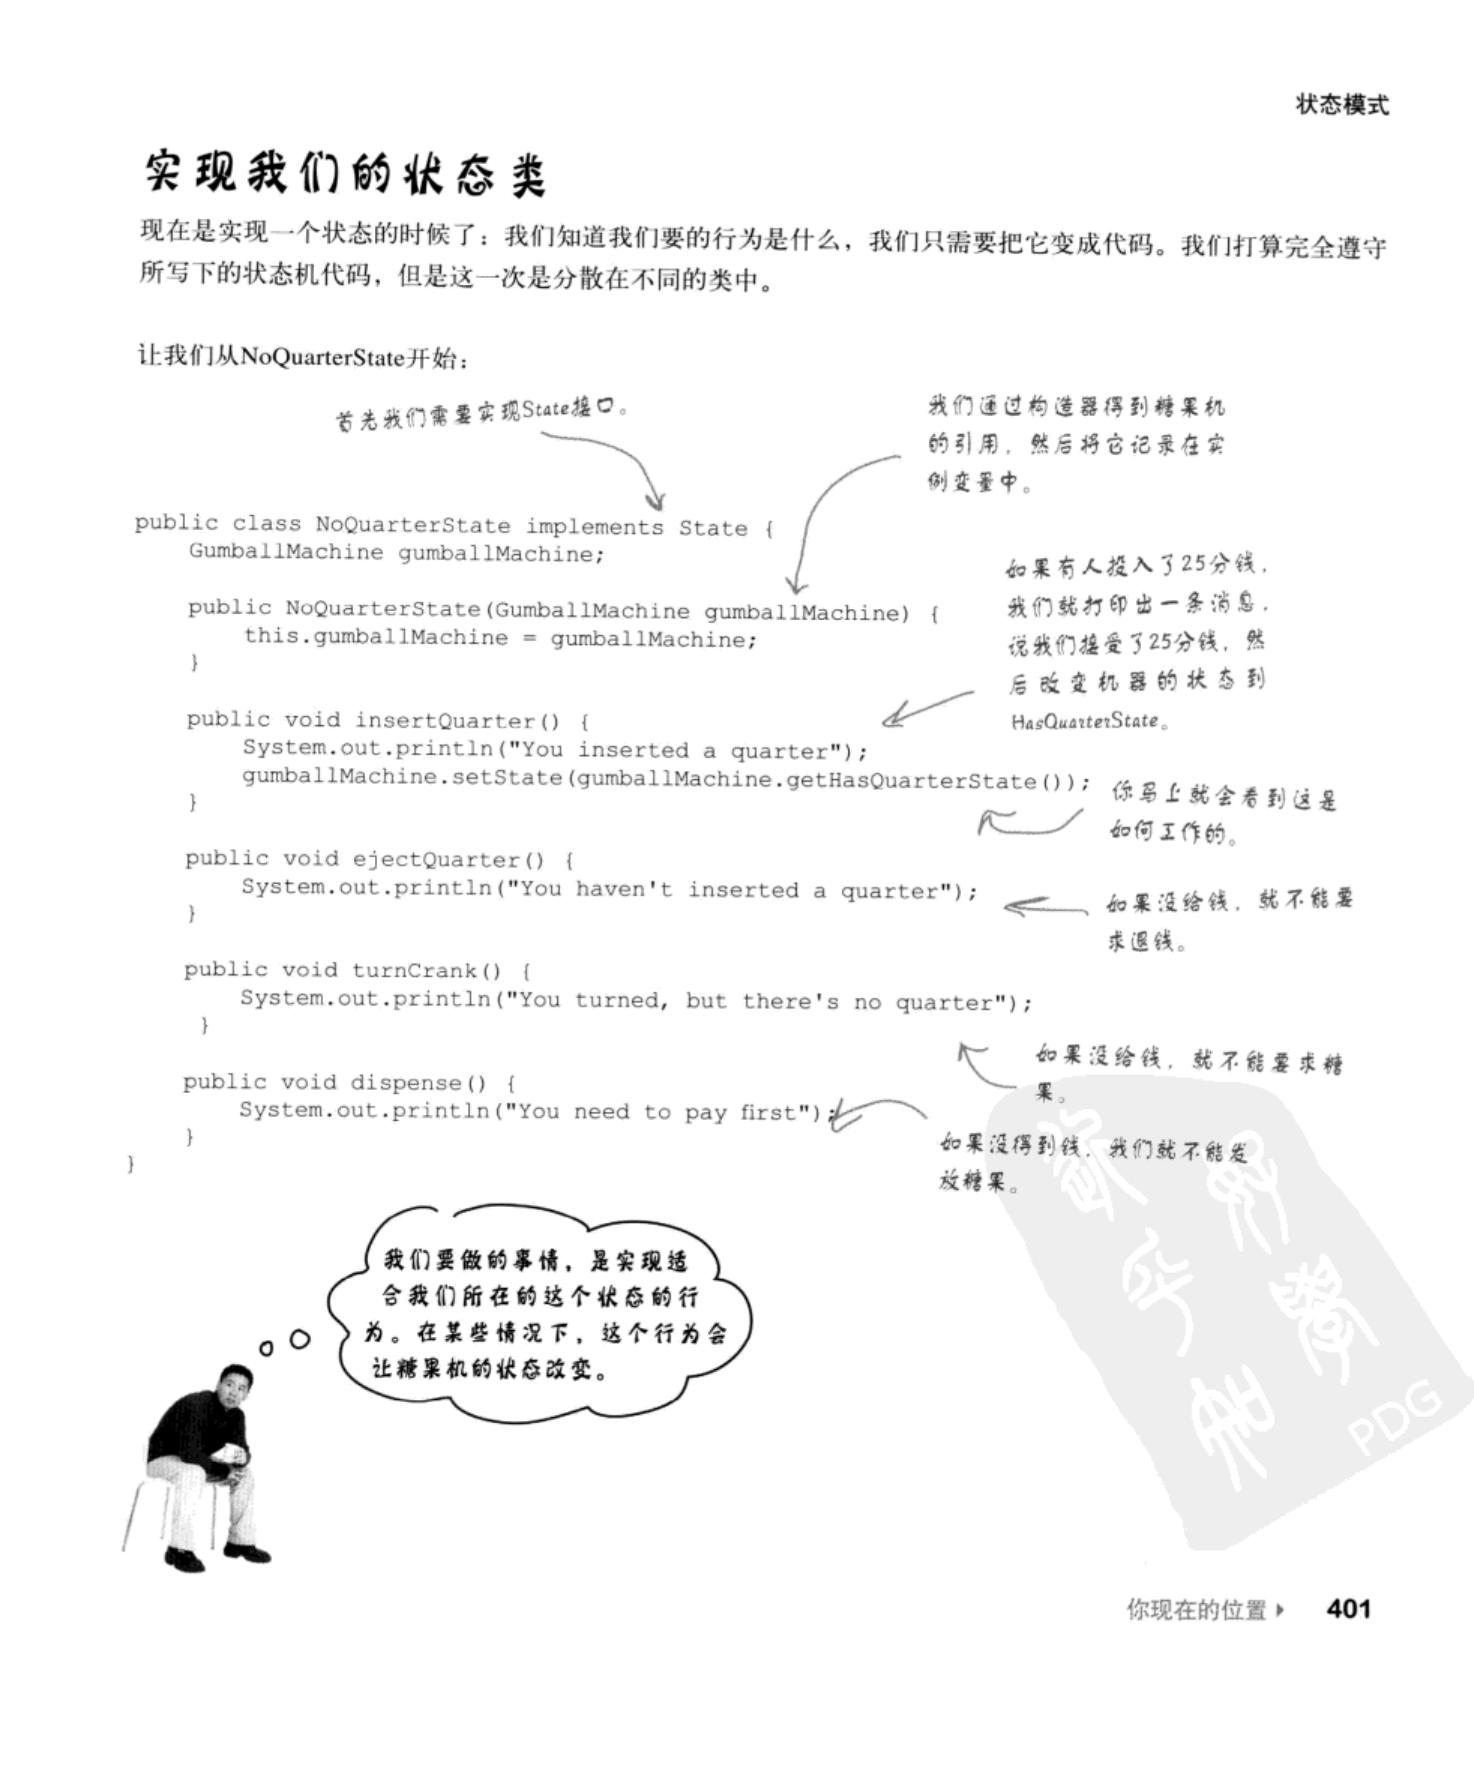 状态模式
实现我们的状态类
现在是实现一个状态的时候了：我们知道我们要的行为是什么，我们只需要把它变成代码。我们打算完全遵守
所写下的状态机代码，但是这一次是分散在不同的类中。
让我们从NoQuarterState开始：
首先我们需要实现State接口。
我们通过构造器得到糖果机
的引用，然后将它记录在实
例变量中。
public class NoQuarterState implements State {
GumballMachine gumballMachine;
public NoQuarterState(GumballMachine gumballMachine) {
this.gumballMachine = gumballMachine;
}
如果有人投入了25分钱，
我们就打印出一条消息，
说我们接受了25分钱，然
后改变机器的状态到
HasQuarterState。
public void insertQuarter() {
System.out.println("You inserted a quarter");
gumballMachine.setState(gumballMachine.getHasQuarterState());
}
你马上就会看到这是
如何工作的。
public void ejectQuarter() {
System.out.println("You haven't inserted a quarter");
}
如果没给钱，就不能要
求退钱。
public void turnCrank() {
System.out.println("You turned, but there's no quarter");
}
如果没给钱，就不能要求糖
果。
public void dispense() {
System.out.println("You need to pay first");
}
}
如果没得到钱，我们就不能发
放糖果。
我们要做的事情，是实现适
合我们所在的这个状态的行
为。在某些情况下，这个行为会
让糖果机的状态改变。
PDG
你现在的位置 401